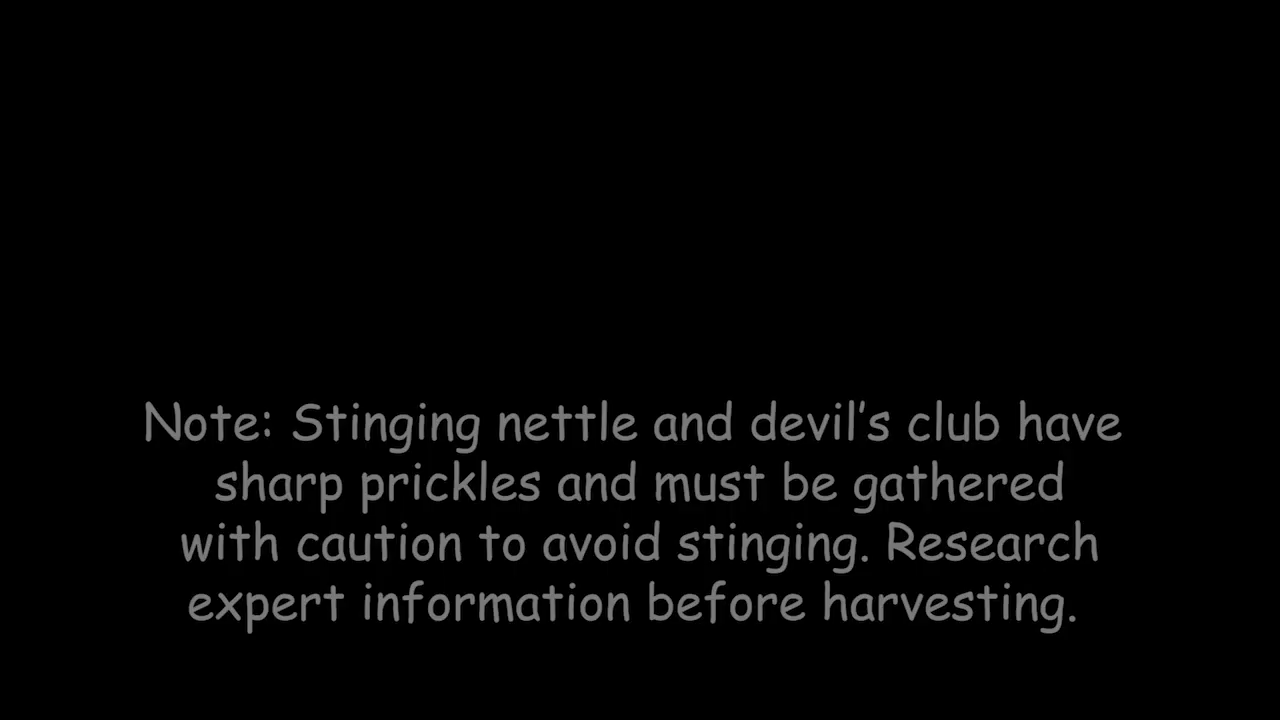 Note: Stinging nettle and devil’s club have
sharp prickles and must be gathered
with caution to avoid stinging. Research
expert information before harvesting.